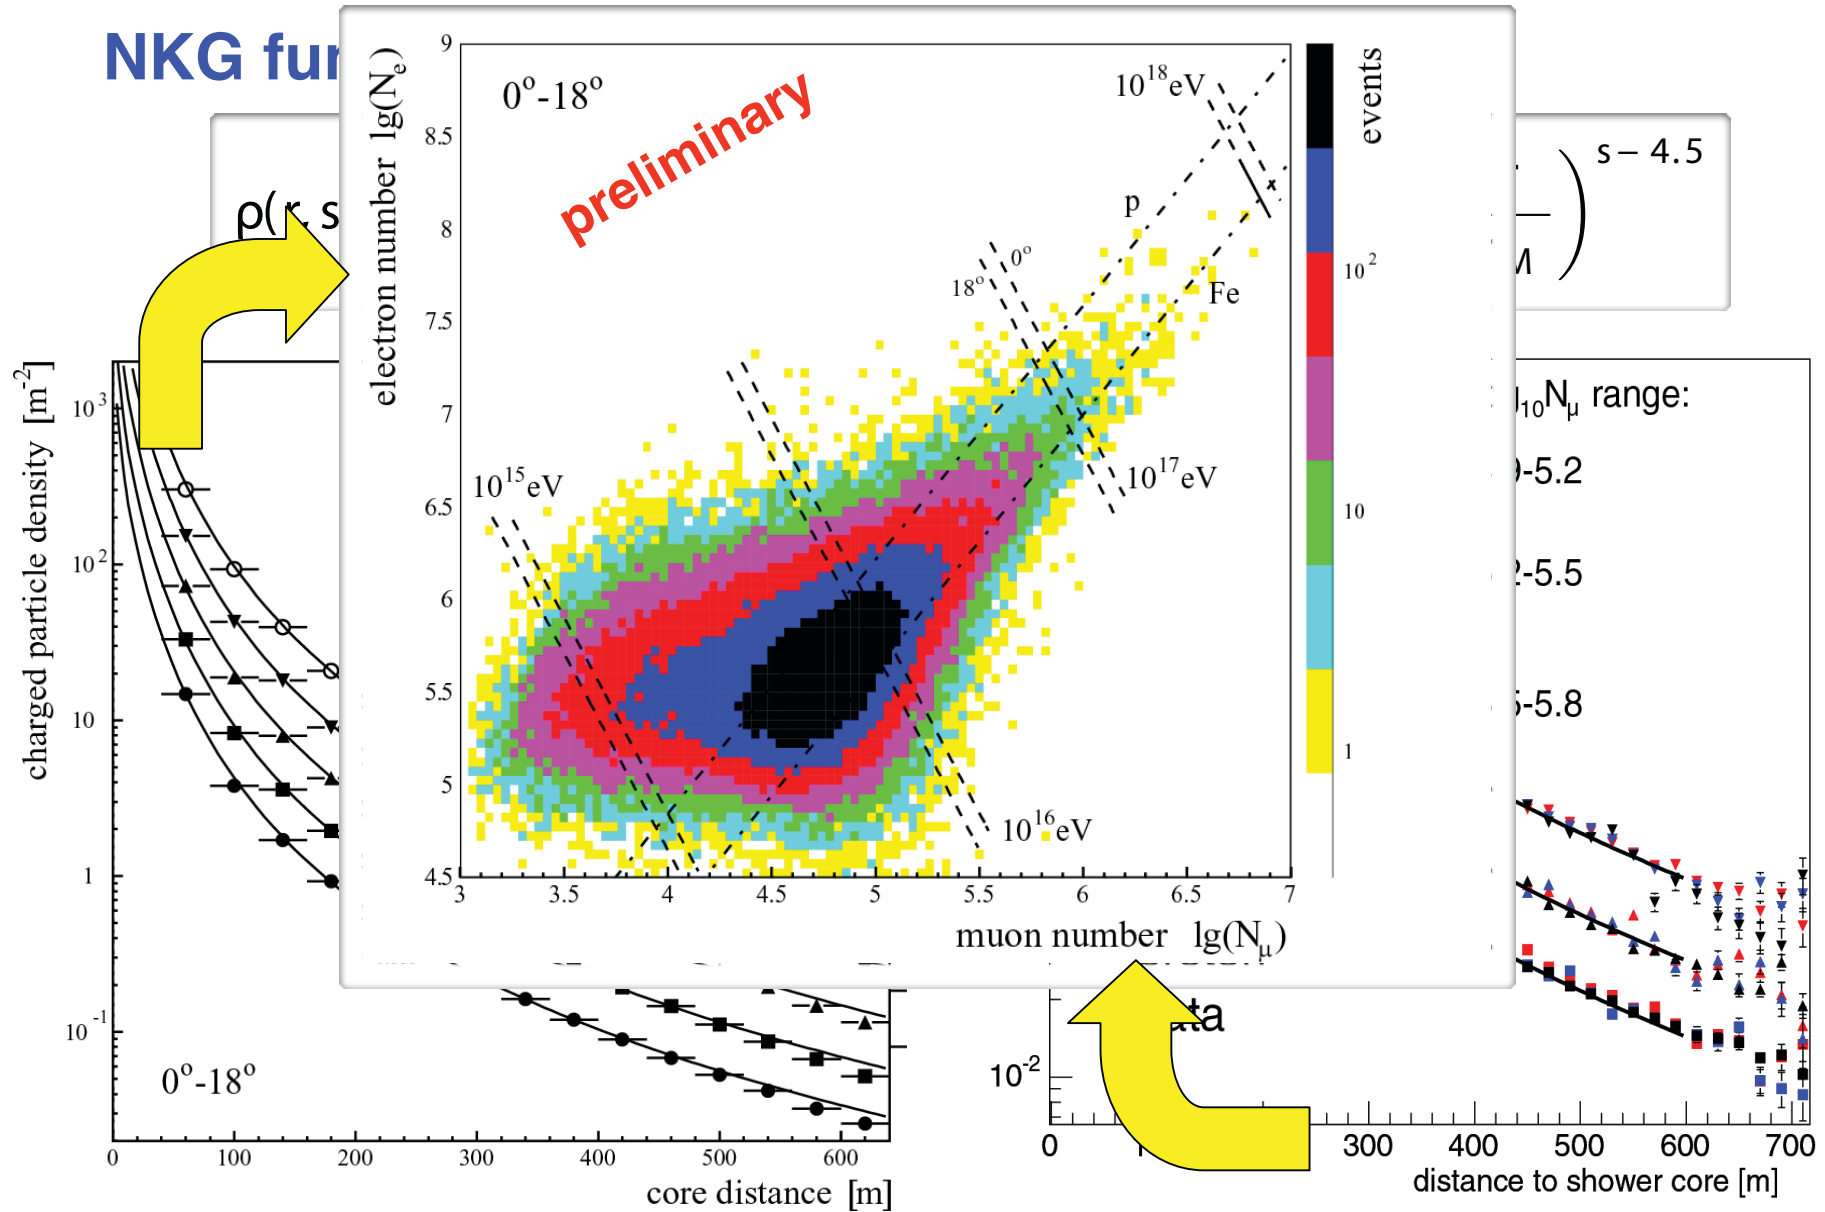 NKG fur
ρ(r, s
s – 4.5
M
electron number lg(Nₑ)
9
8.5
8
7.5
7
6.5
6
5.5
5
4.5
0°-18°
preliminary
10¹⁸eV
p
Fe
0°
18°
10¹⁵eV
10¹⁷eV
10¹⁶eV
3 3.5 4 4.5 5 5.5 6 6.5 7
muon number lg(N_μ)
events
10²
10
1
charged particle density [m⁻²]
10³
10²
10
1
10⁻¹
0°-18°
0 100 200 300 400 500 600
core distance [m]
₁₀N_μ range:
-5.2
-5.5
-5.8
ata
10⁻²
0 300 400 500 600 700
distance to shower core [m]